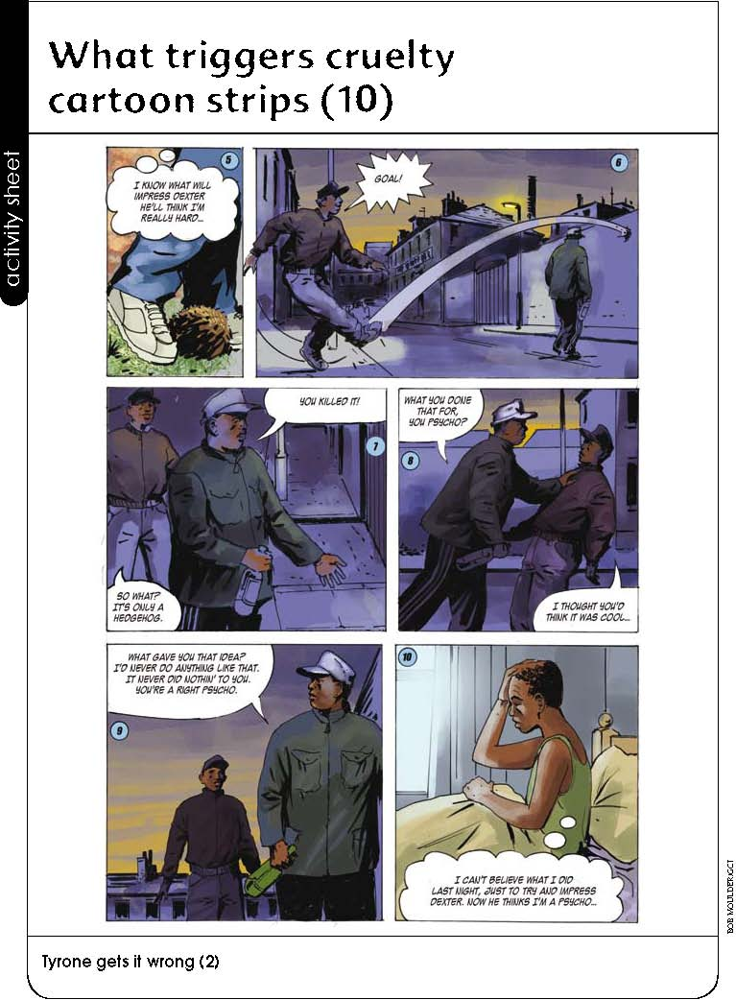 What triggers cruelty
cartoon strips (10)
activity sheet
5
I KNOW WHAT WILL
IMPRESS DEXTER
HE'LL THINK I'M
REALLY HARD...
6
GOAL!
YOU KILLED IT!
7
SO WHAT?
IT'S ONLY A
HEDGEHOG.
WHAT YOU DONE
THAT FOR,
YOU PSYCHO?
8
I THOUGHT YOU'D
THINK IT WAS COOL...
WHAT GAVE YOU THAT IDEA?
I'D NEVER DO ANYTHING LIKE THAT.
IT NEVER DID NOTHIN' TO YOU.
YOU'RE A RIGHT PSYCHO.
9
10
I CAN'T BELIEVE WHAT I DID
LAST NIGHT, JUST TO TRY AND IMPRESS
DEXTER. NOW HE THINKS I'M A PSYCHO...
BOB MOULDER/GCT
Tyrone gets it wrong (2)